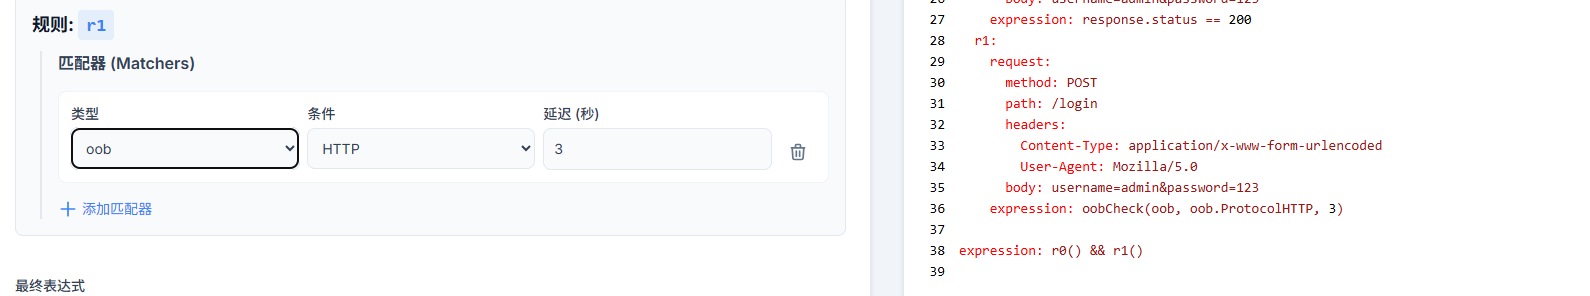 规则: r1
匹配器 (Matchers)
类型 条件 延迟 (秒)
oob HTTP 3
添加匹配器
最终表达式
26 body: username=admin&password=123
27 expression: response.status == 200
28 r1:
29 request:
30 method: POST
31 path: /login
32 headers:
33 Content-Type: application/x-www-form-urlencoded
34 User-Agent: Mozilla/5.0
35 body: username=admin&password=123
36 expression: oobCheck(oob, oob.ProtocolHTTP, 3)
37
38 expression: r0() && r1()
39